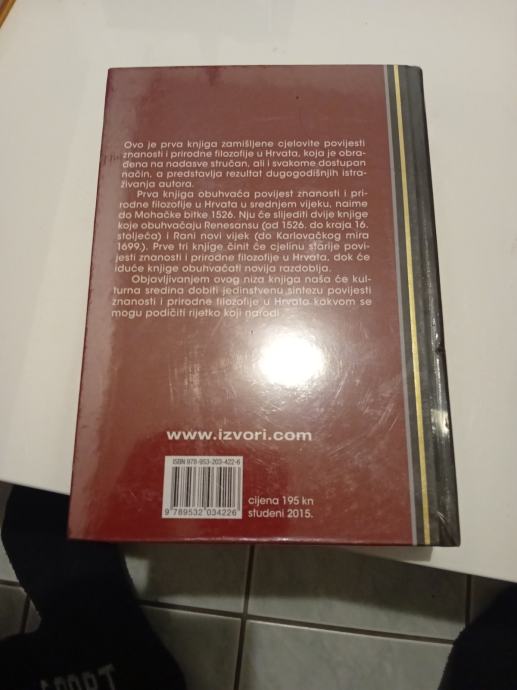 Ovo je prva knjiga zamišljene cjelovite povijesti
znanosti i prirodne filozofije u Hrvata, koja je obra-
đena na nadasve stručan, ali i svakome dostupan
način, a predstavlja rezultat dugogodišnjih istra-
živanja autora.
Prva knjiga obuhvaća povijest znanosti i pri-
rodne filozofije u Hrvata u srednjem vijeku, naime
do Mohačke bitke 1526. Nju će slijediti dvije knjige
koje obuhvaćaju Renesansu (od 1526. do kraja 16.
stoljeća) i Rani novi vijek (do Karlovačkog mira
1699.). Prve tri knjige činit će cjelinu starije povi-
jesti znanosti i prirodne filozofije u Hrvata, dok će
iduće knjige obuhvaćati novija razdoblja.
Objavljivanjem ovog niza knjiga naša će kul-
turna sredina dobiti jedinstvenu sintezu povijesti
znanosti i prirodne filozofije u Hrvata kakvom se
mogu podičiti rijetko koji narodi
www.izvori.com
ISBN 978-953-203-422-6
9 789532 034226
cijena 195 kn
studeni 2015.